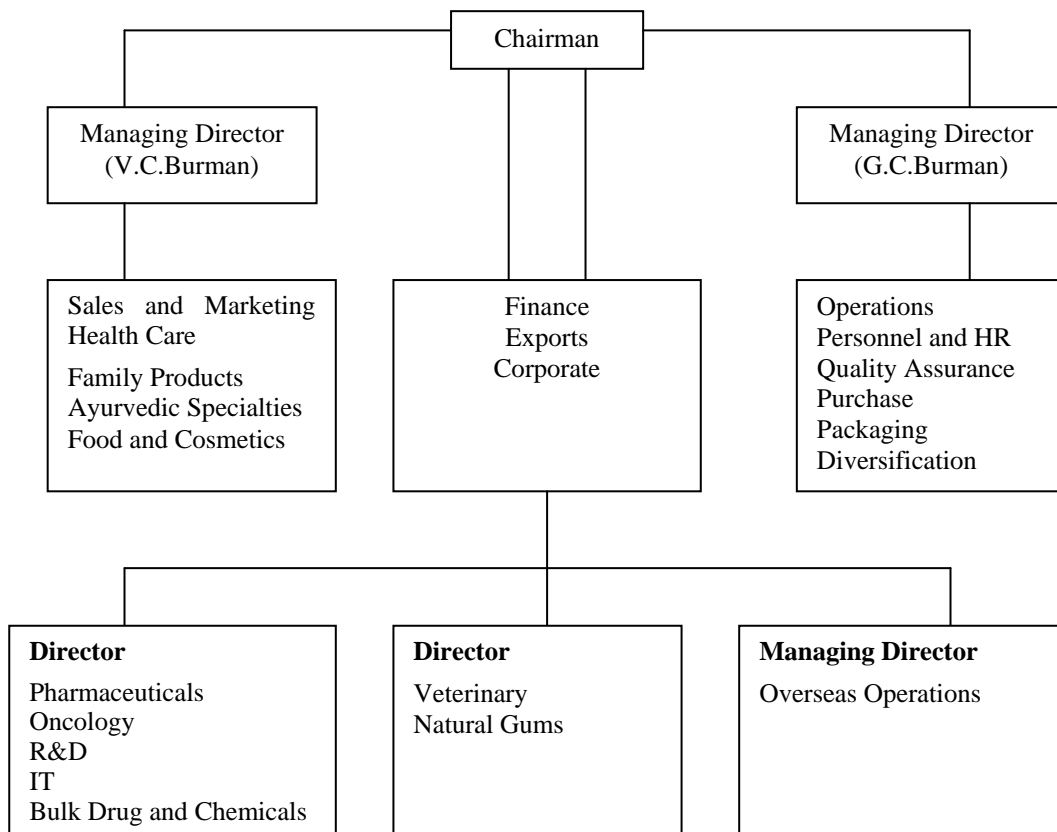 Chairman
Managing Director
(V.C.Burman)
Managing Director
(G.C.Burman)
Sales and Marketing
Health Care
Family Products
Ayurvedic Specialties
Food and Cosmetics
Finance
Exports
Corporate
Operations
Personnel and HR
Quality Assurance
Purchase
Packaging
Diversification
Director
Pharmaceuticals
Oncology
R&D
IT
Bulk Drug and Chemicals
Director
Veterinary
Natural Gums
Managing Director
Overseas Operations